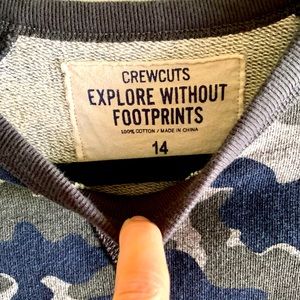 CREWCUTS
EXPLORE WITHOUT
FOOTPRINTS
100% COTTON / MADE IN CHINA
14